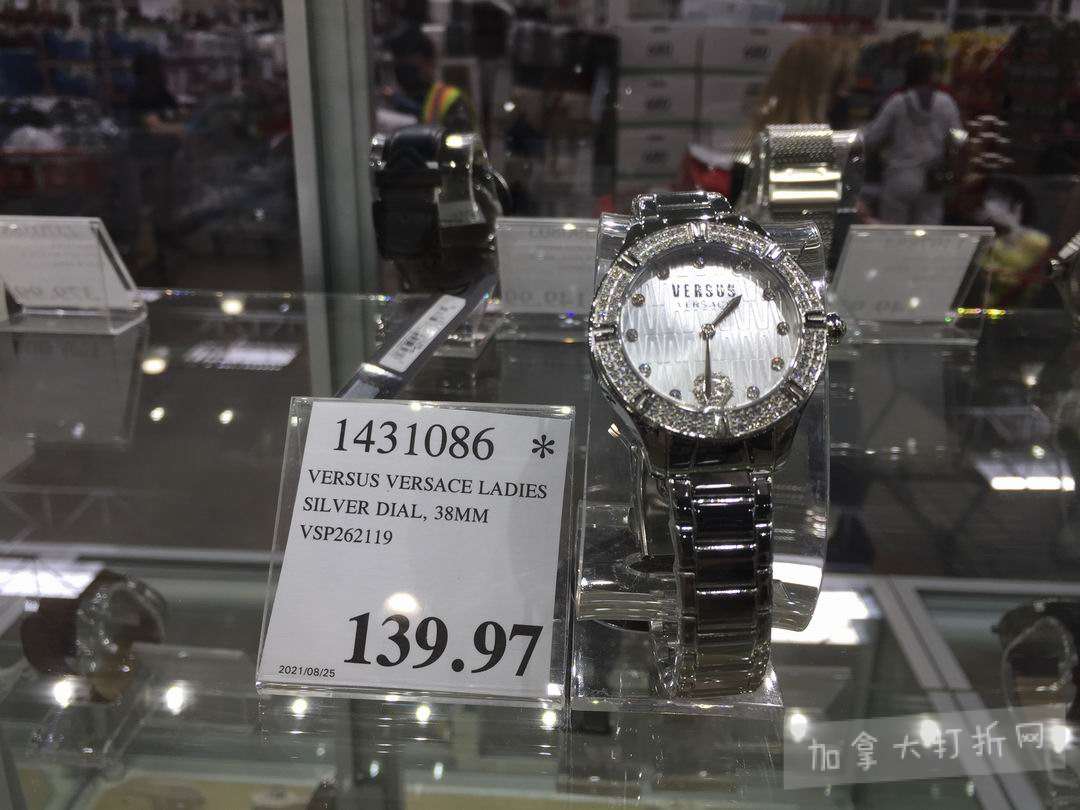 VERSUS
VERSACE
1431086 *
VERSUS VERSACE LADIES
SILVER DIAL, 38MM
VSP262119
139.97
2021/08/25
加拿大打折网